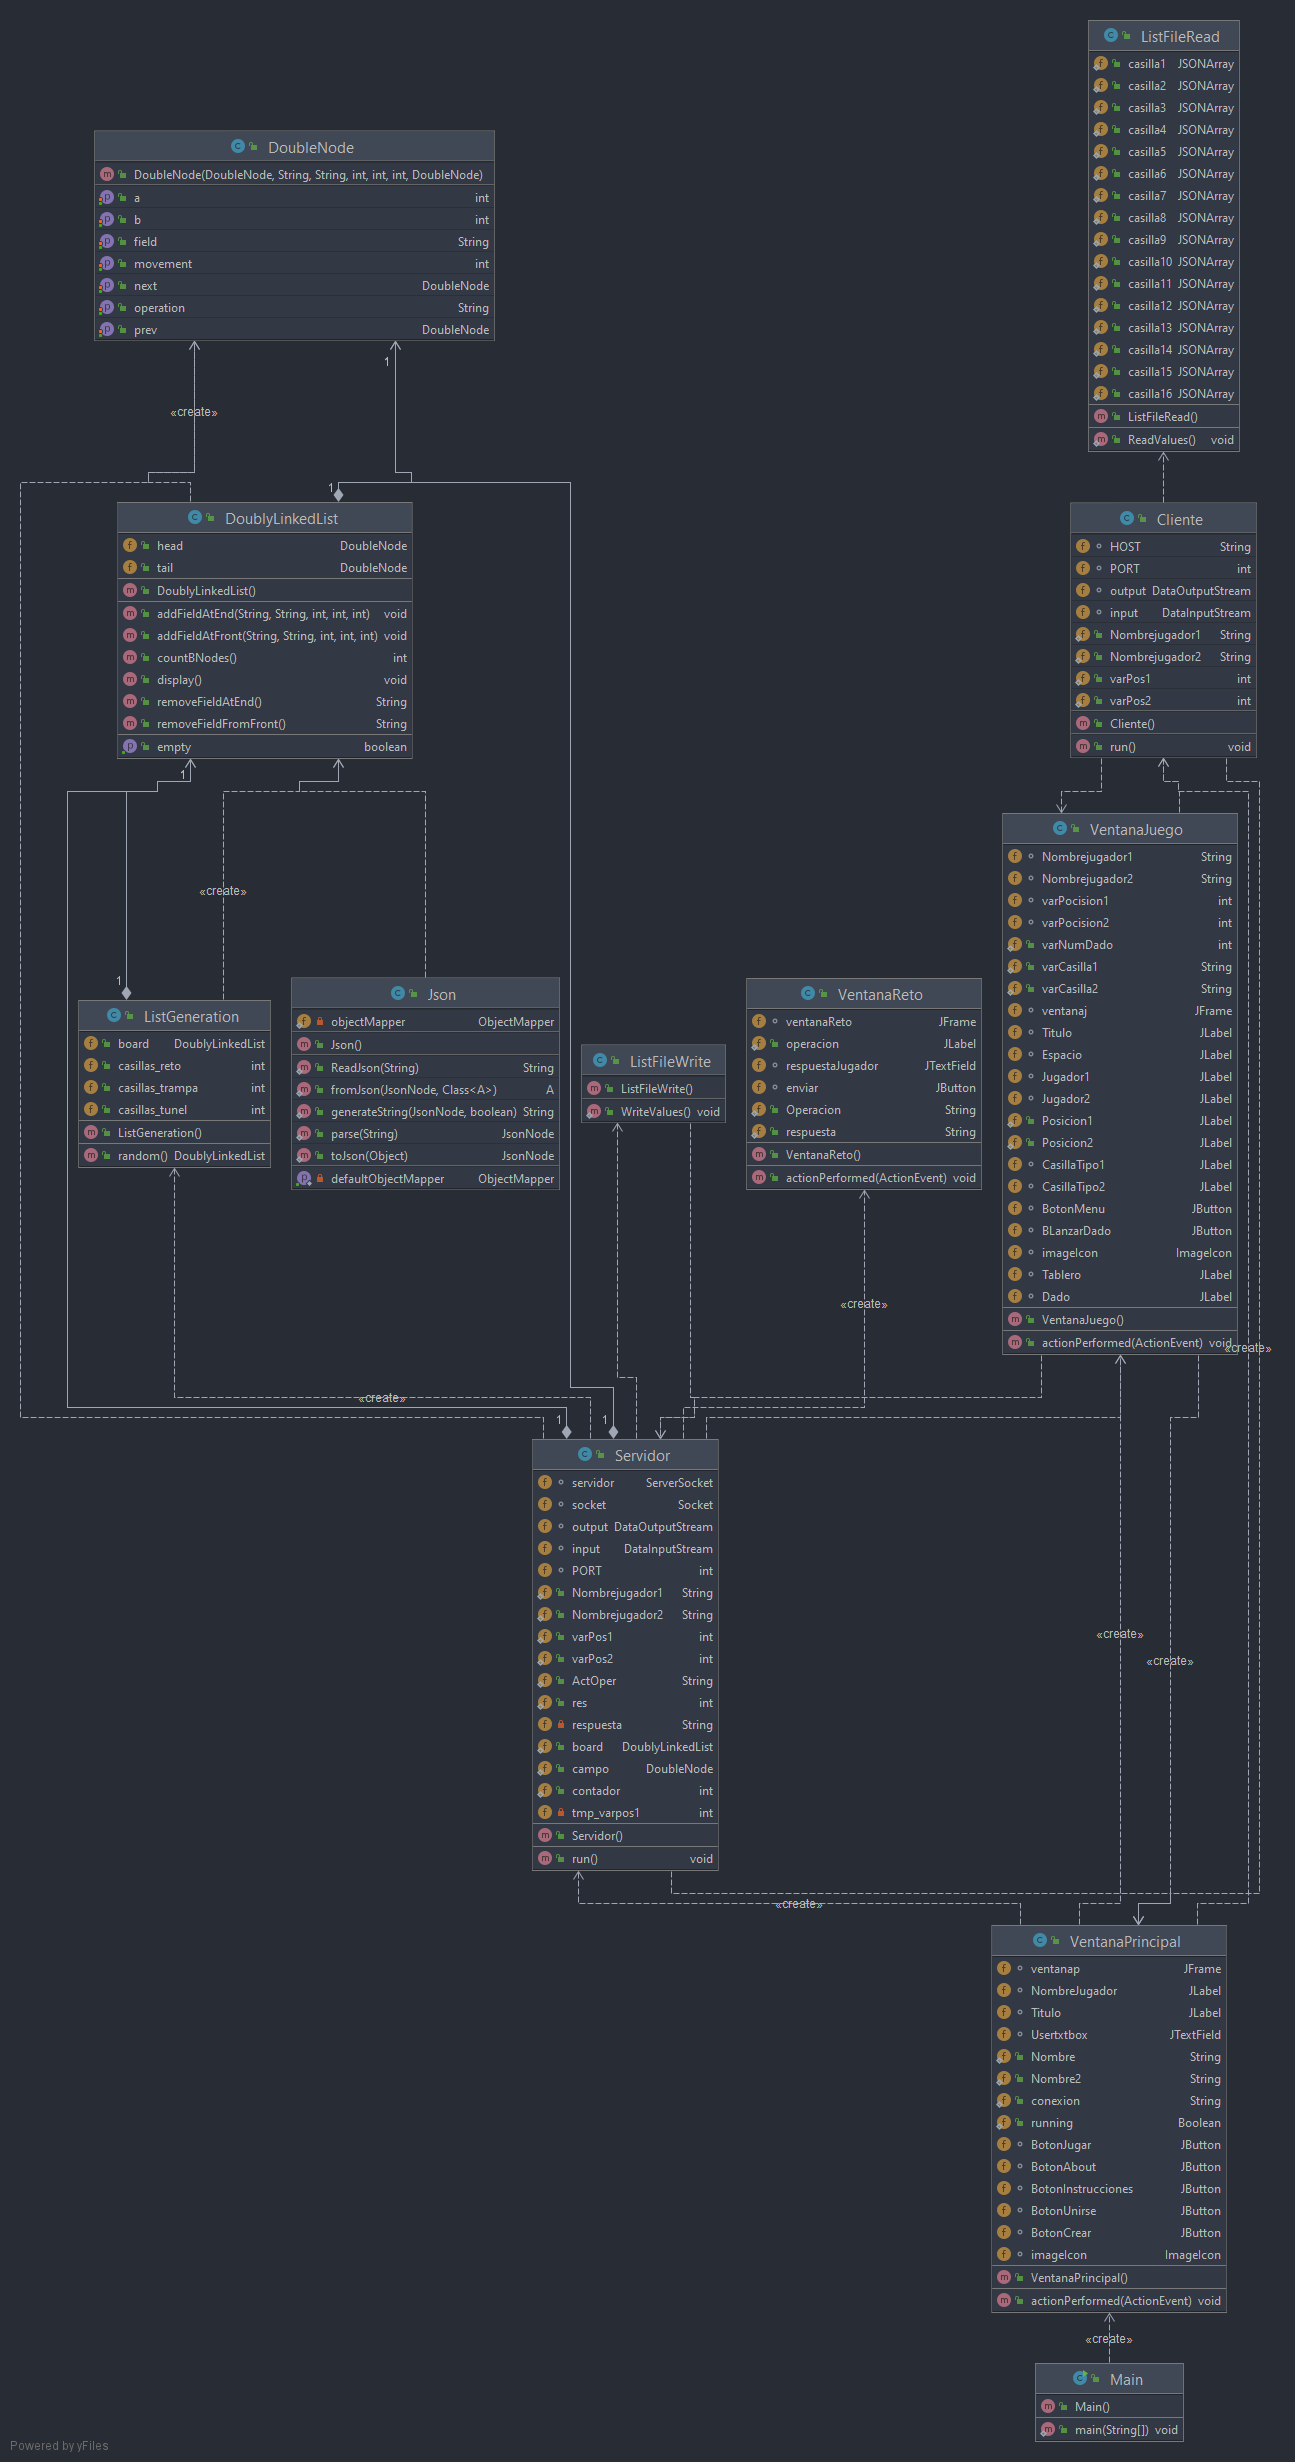 ListFileRead
casilla1 JSONArray
casilla2 JSONArray
casilla3 JSONArray
casilla4 JSONArray
casilla5 JSONArray
casilla6 JSONArray
casilla7 JSONArray
casilla8 JSONArray
casilla9 JSONArray
casilla10 JSONArray
casilla11 JSONArray
casilla12 JSONArray
casilla13 JSONArray
casilla14 JSONArray
casilla15 JSONArray
casilla16 JSONArray
ListFileRead()
ReadValues() void
DoubleNode
DoubleNode(DoubleNode, String, String, int, int, int, DoubleNode)
a int
b int
field String
movement int
next DoubleNode
operation String
prev DoubleNode
1
«create»
1
DoublyLinkedList
head DoubleNode
tail DoubleNode
DoublyLinkedList()
addFieldAtEnd(String, String, int, int, int) void
addFieldAtFront(String, String, int, int, int) void
countBNodes() int
display() void
removeFieldAtEnd() String
removeFieldFromFront() String
empty boolean
1
«create»
1
Cliente
HOST String
PORT int
output DataOutputStream
input DataInputStream
Nombrejugador1 String
Nombrejugador2 String
varPos1 int
varPos2 int
Cliente()
run() void
VentanaJuego
Nombrejugador1 String
Nombrejugador2 String
varPocision1 int
varPocision2 int
varNumDado int
varCasilla1 String
varCasilla2 String
ventanaj JFrame
Titulo JLabel
Espacio JLabel
Jugador1 JLabel
Jugador2 JLabel
Posicion1 JLabel
Posicion2 JLabel
CasillaTipo1 JLabel
CasillaTipo2 JLabel
BotonMenu JButton
BLanzarDado JButton
imageIcon ImageIcon
Tablero JLabel
Dado JLabel
VentanaJuego()
actionPerformed(ActionEvent) void
«create»
ListGeneration
board DoublyLinkedList
casillas_reto int
casillas_trampa int
casillas_tunel int
ListGeneration()
random() DoublyLinkedList
Json
objectMapper ObjectMapper
Json()
ReadJson(String) String
fromJson(JsonNode, Class<A>) A
generateString(JsonNode, boolean) String
parse(String) JsonNode
toJson(Object) JsonNode
defaultObjectMapper ObjectMapper
ListFileWrite
ListFileWrite()
WriteValues() void
VentanaReto
ventanaReto JFrame
operacion JLabel
respuestaJugador JTextField
enviar JButton
Operacion String
respuesta String
VentanaReto()
actionPerformed(ActionEvent) void
«create»
«create»
1
1
Servidor
servidor ServerSocket
socket Socket
output DataOutputStream
input DataInputStream
PORT int
Nombrejugador1 String
Nombrejugador2 String
varPos1 int
varPos2 int
ActOper String
res int
respuesta String
board DoublyLinkedList
campo DoubleNode
contador int
tmp_varpos1 int
Servidor()
run() void
«create»
«create»
«create»
VentanaPrincipal
ventanap JFrame
NombreJugador JLabel
Titulo JLabel
Usertxtbox JTextField
Nombre String
Nombre2 String
conexion String
running Boolean
BotonJugar JButton
BotonAbout JButton
BotonInstrucciones JButton
BotonUnirse JButton
BotonCrear JButton
imageIcon ImageIcon
VentanaPrincipal()
actionPerformed(ActionEvent) void
«create»
Main
Main()
main(String[]) void
Powered by yFiles